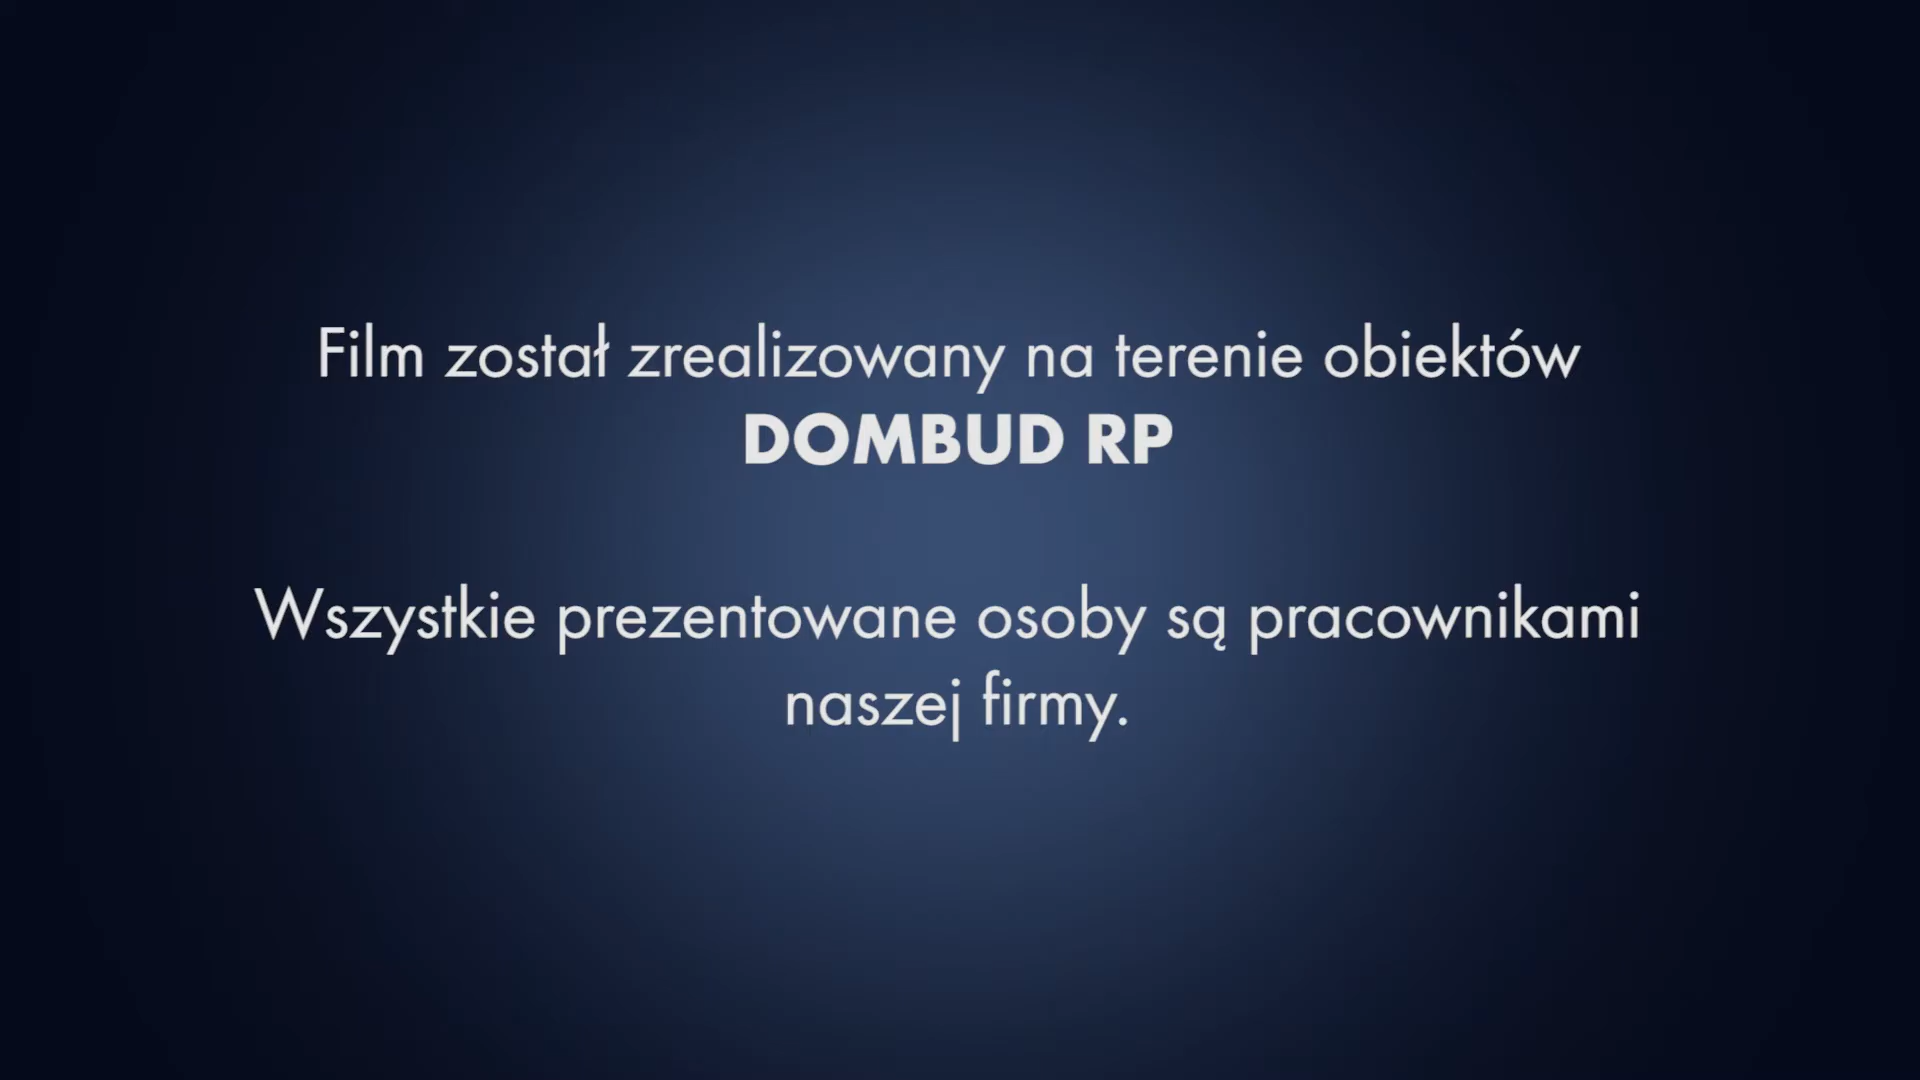 Film został zrealizowany na terenie obiektów
DOMBUD RP
Wszystkie prezentowane osoby są pracownikami
naszej firmy.